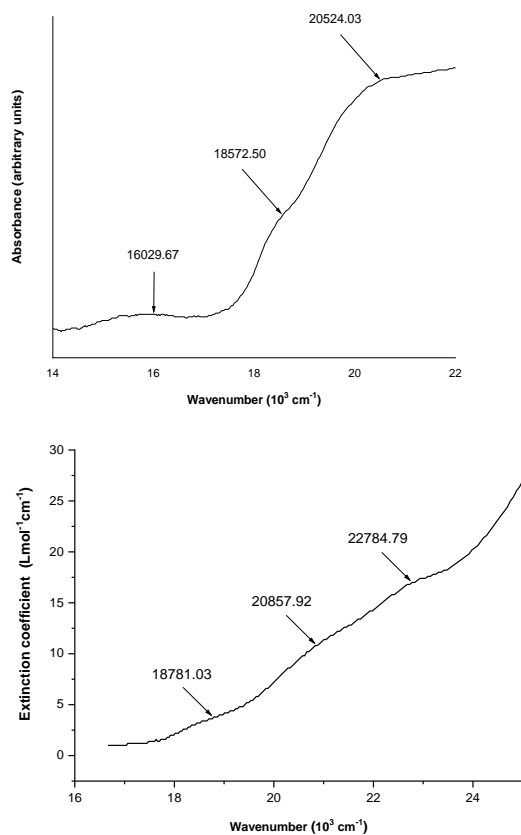 20524.03
18572.50
16029.67
Absorbance (arbitrary units)
14 16 18 20 22
Wavenumber (10³ cm⁻¹)
30
25
20
15
10
5
0
22784.79
20857.92
18781.03
Extinction coefficient (Lmol⁻¹cm⁻¹)
16 18 20 22 24
Wavenumber (10³ cm⁻¹)